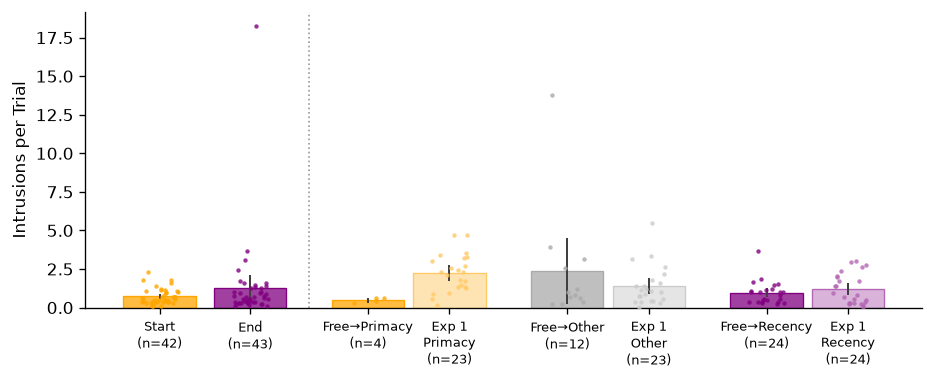 Intrusions per Trial
17.5
15.0
12.5
10.0
7.5
5.0
2.5
0.0
Start
(n=42)
End
(n=43)
Free→Primacy
(n=4)
Exp 1
Primacy
(n=23)
Free→Other
(n=12)
Exp 1
Other
(n=23)
Free→Recency
(n=24)
Exp 1
Recency
(n=24)